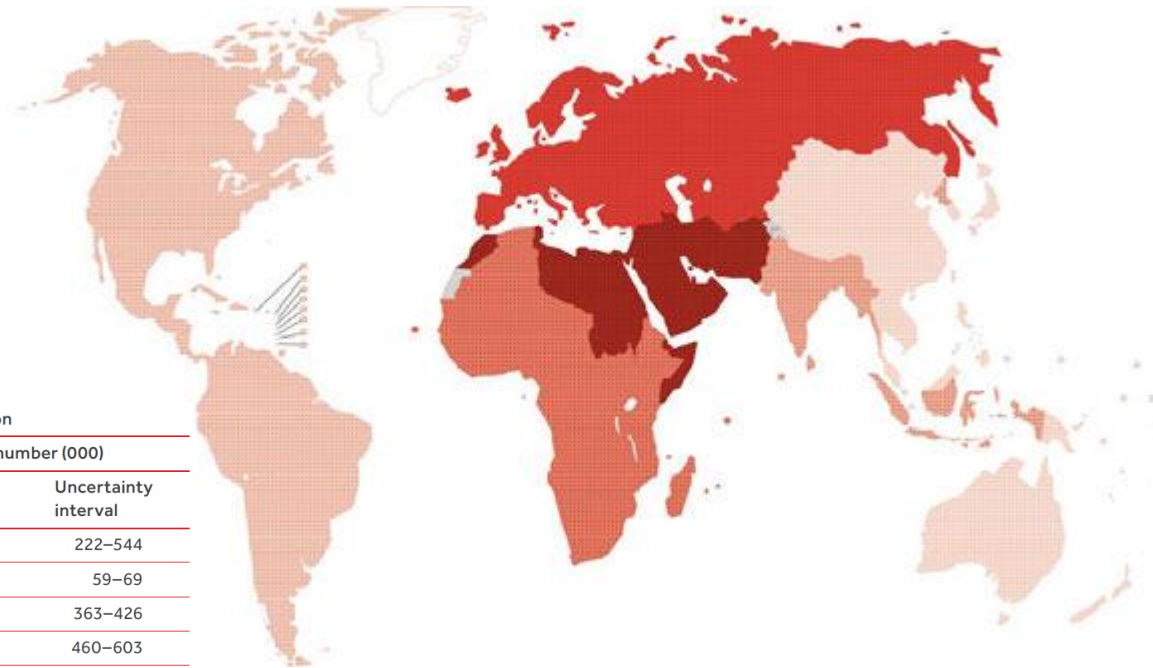 on
number (000)
Uncertainty
interval
222–544
59–69
363–426
460–603